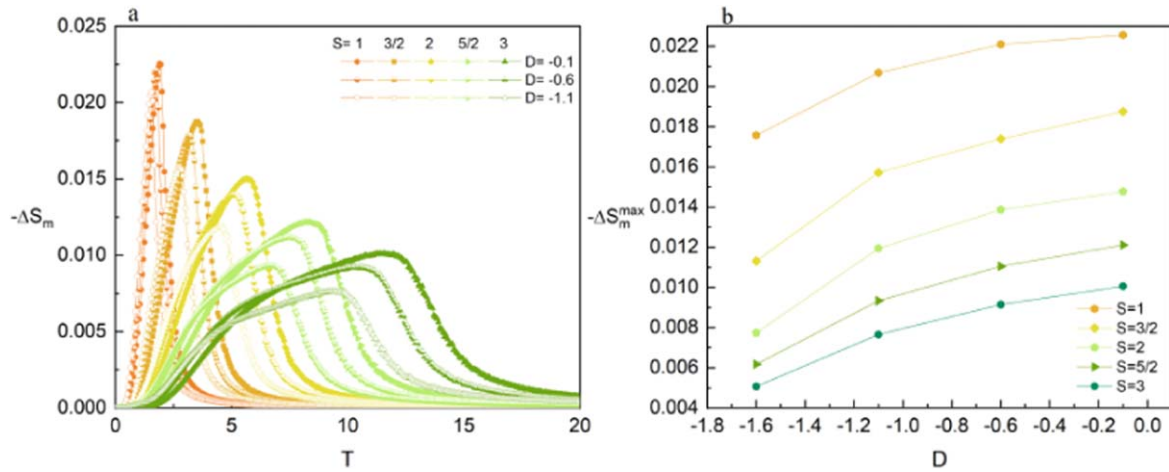 a
0.025
0.020
0.015
0.010
0.005
0.000
-ΔSₘ
0 5 10 15 20
T
S= 1 3/2 2 5/2 3
D= -0.1
D= -0.6
D= -1.1
b
0.022
0.020
0.018
0.016
0.014
0.012
0.010
0.008
0.006
0.004
-ΔSₘᵐᵃˣ
-1.8 -1.6 -1.4 -1.2 -1.0 -0.8 -0.6 -0.4 -0.2 0.0
D
S=1
S=3/2
S=2
S=5/2
S=3